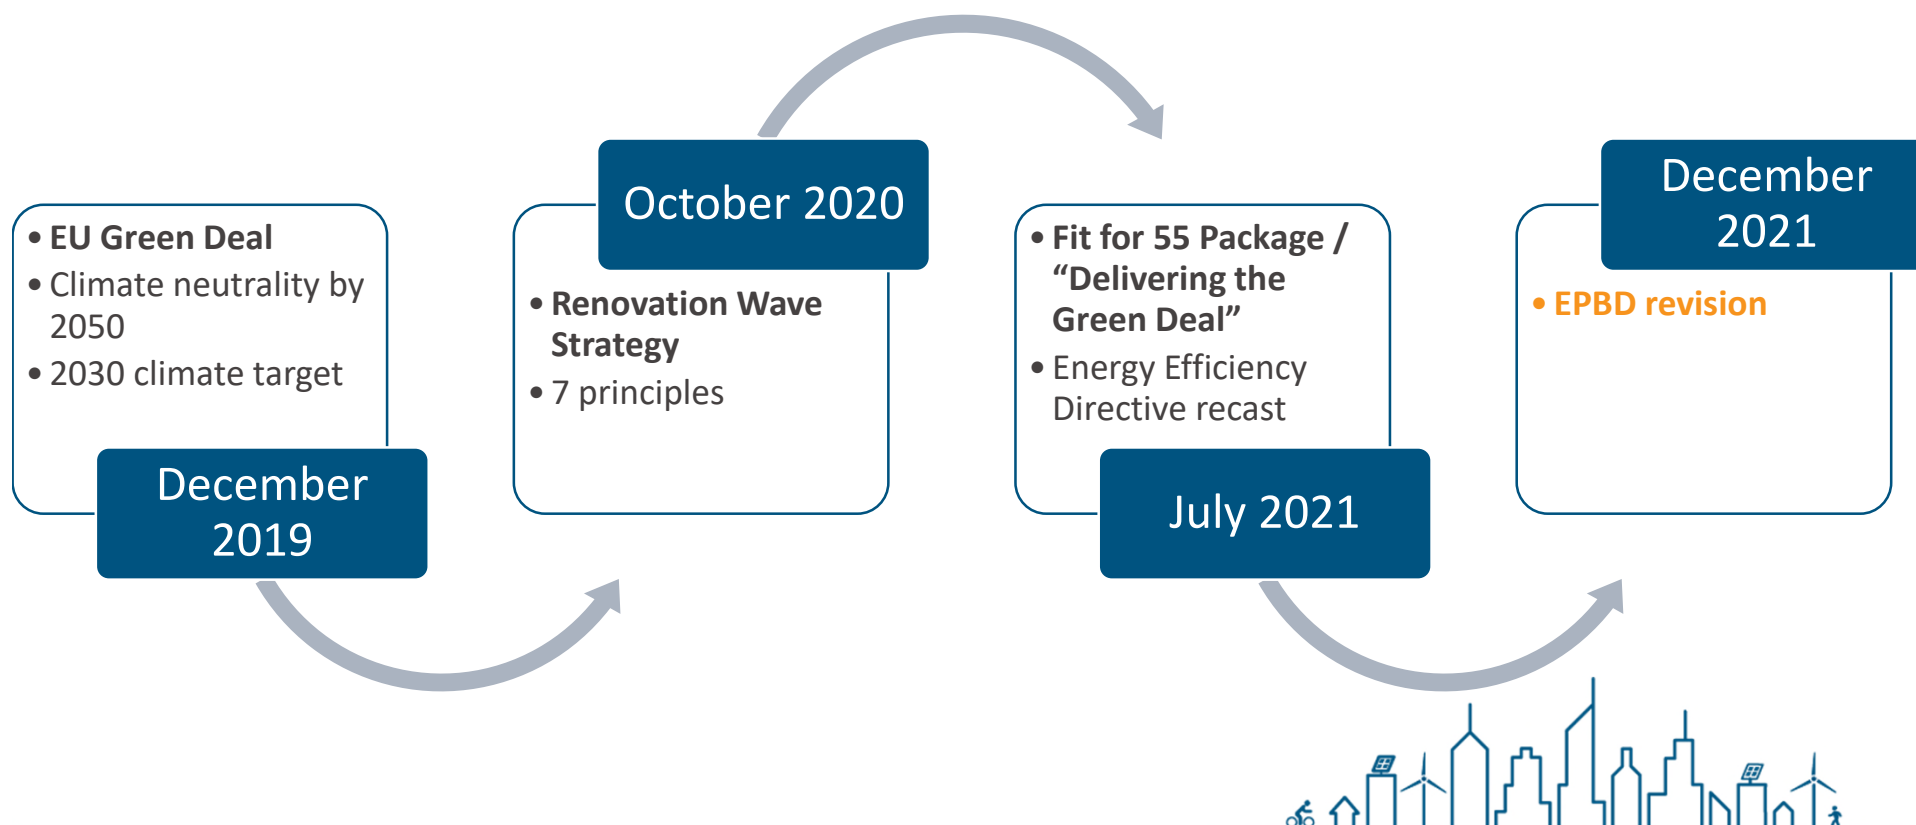 • EU Green Deal
• Climate neutrality by
2050
• 2030 climate target
December
2019
October 2020
• Renovation Wave
Strategy
• 7 principles
• Fit for 55 Package /
“Delivering the
Green Deal”
• Energy Efficiency
Directive recast
July 2021
December
2021
• EPBD revision